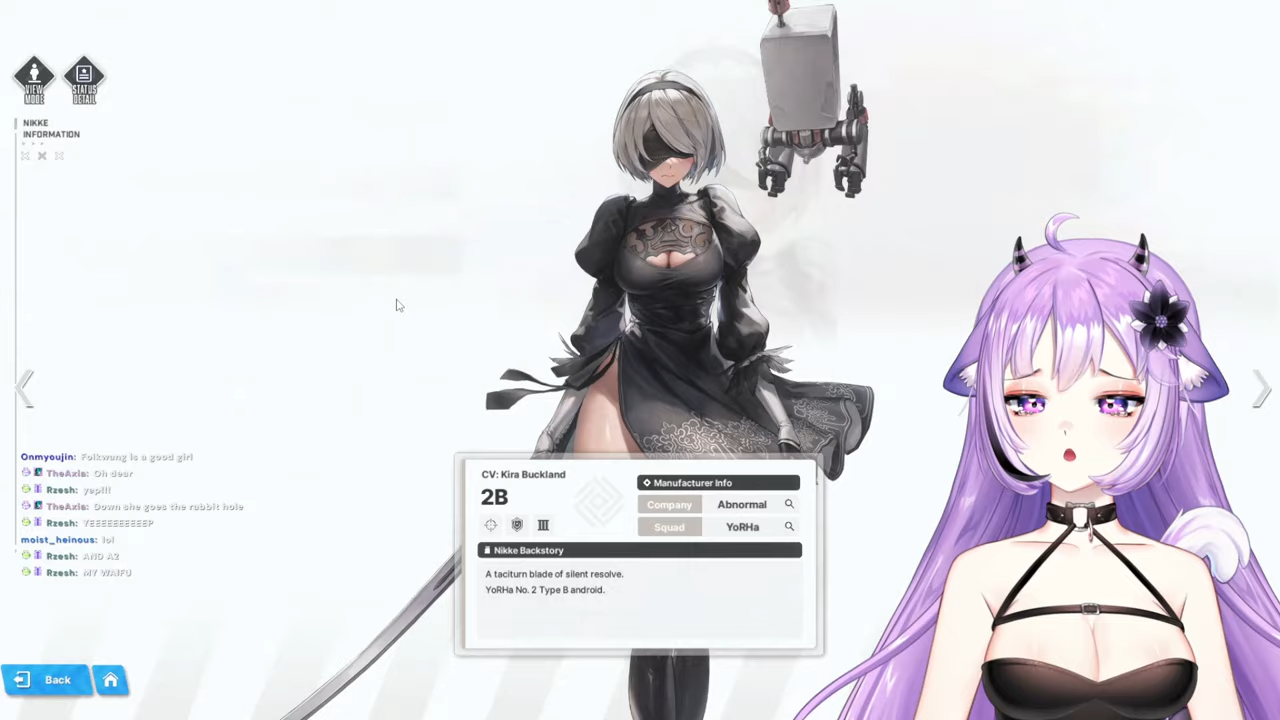 VIEW
MODE
STATUS
DETAIL
NIKKE
INFORMATION
Onmyoujin: Folkwang is a good girl
TheAxis: Oh dear
Rzesh: yep!!!
TheAxis: Down she goes the rabbit hole
Rzesh: YEEEEEEEEEP
moist_heinous: lol
Rzesh: AND A2
Rzesh: MY WAIFU
CV: Kira Buckland
2B
Manufacturer Info
Company Abnormal
Squad YoRHa
Nikke Backstory
A taciturn blade of silent resolve.
YoRHa No. 2 Type B android.
Back